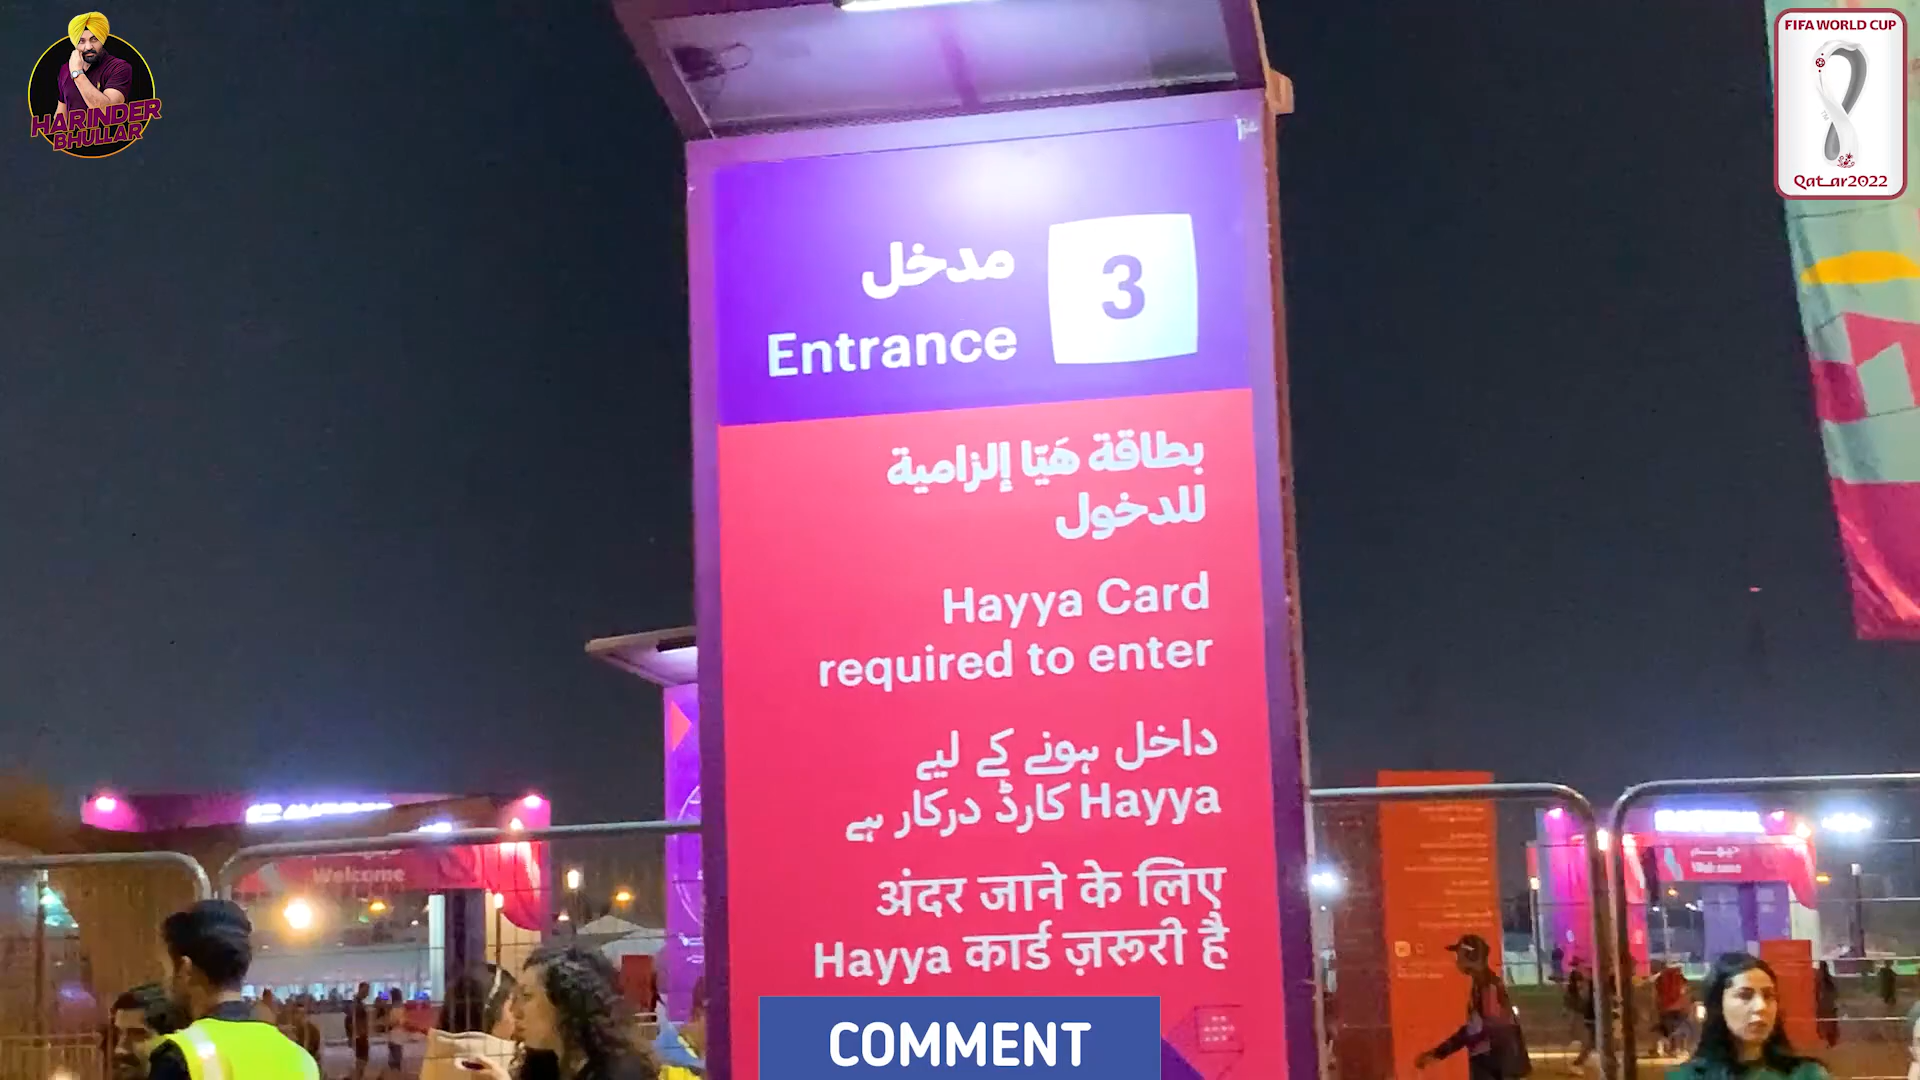 HARINDER
BHULLAR
FIFA WORLD CUP
Qatar2022
مدخل
Entrance
3
بطاقة هَيّا إلزامية
للدخول
Hayya Card
required to enter
داخل ہونے کے لیے
Hayya کارڈ درکار ہے
अंदर जाने के लिए
Hayya कार्ड ज़रूरी है
Welcome
COMMENT